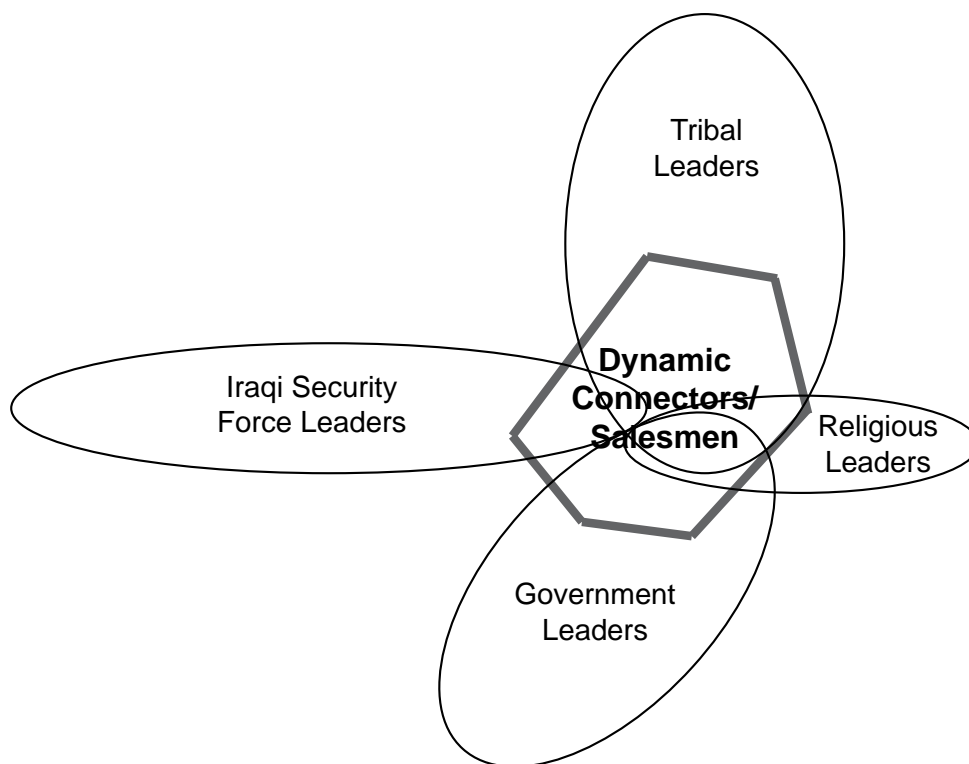 Tribal
Leaders
Dynamic
Connectors/
Salesmen
Iraqi Security
Force Leaders
Religious
Leaders
Government
Leaders